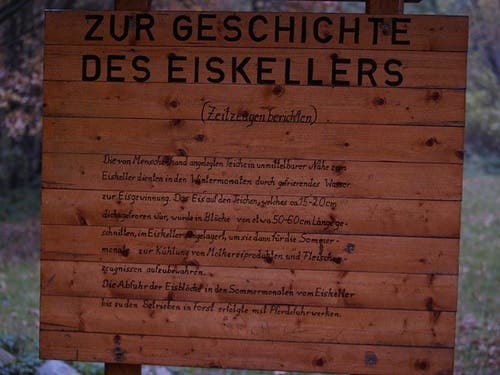 ZUR GESCHICHTE
DES EISKELLERS
(Zeitzeugen berichten)
Die von Menschenhand angelegten Teiche in unmittelbarer Nähe zum
Eiskeller dienten in den Wintermonaten durch gefrierendes Wasser
zur Eisgewinnung. Das Eis auf den Teichen, welches ca. 15-20cm
dick gefroren war, wurde in Blöcke von etwa 50-60cm Länge ge-
schnitten, im Eiskeller eingelagert, um sie dann für die Sommer-
monate zur Kühlung von Molkereiprodukten und Fleischer-
zeugnissen aufzubewahren.
Die Abfuhr der Eisblöcke in den Sommermonaten vom Eiskeller
bis zu den Betrieben in Forst erfolgte mit Pferdefuhrwerken.